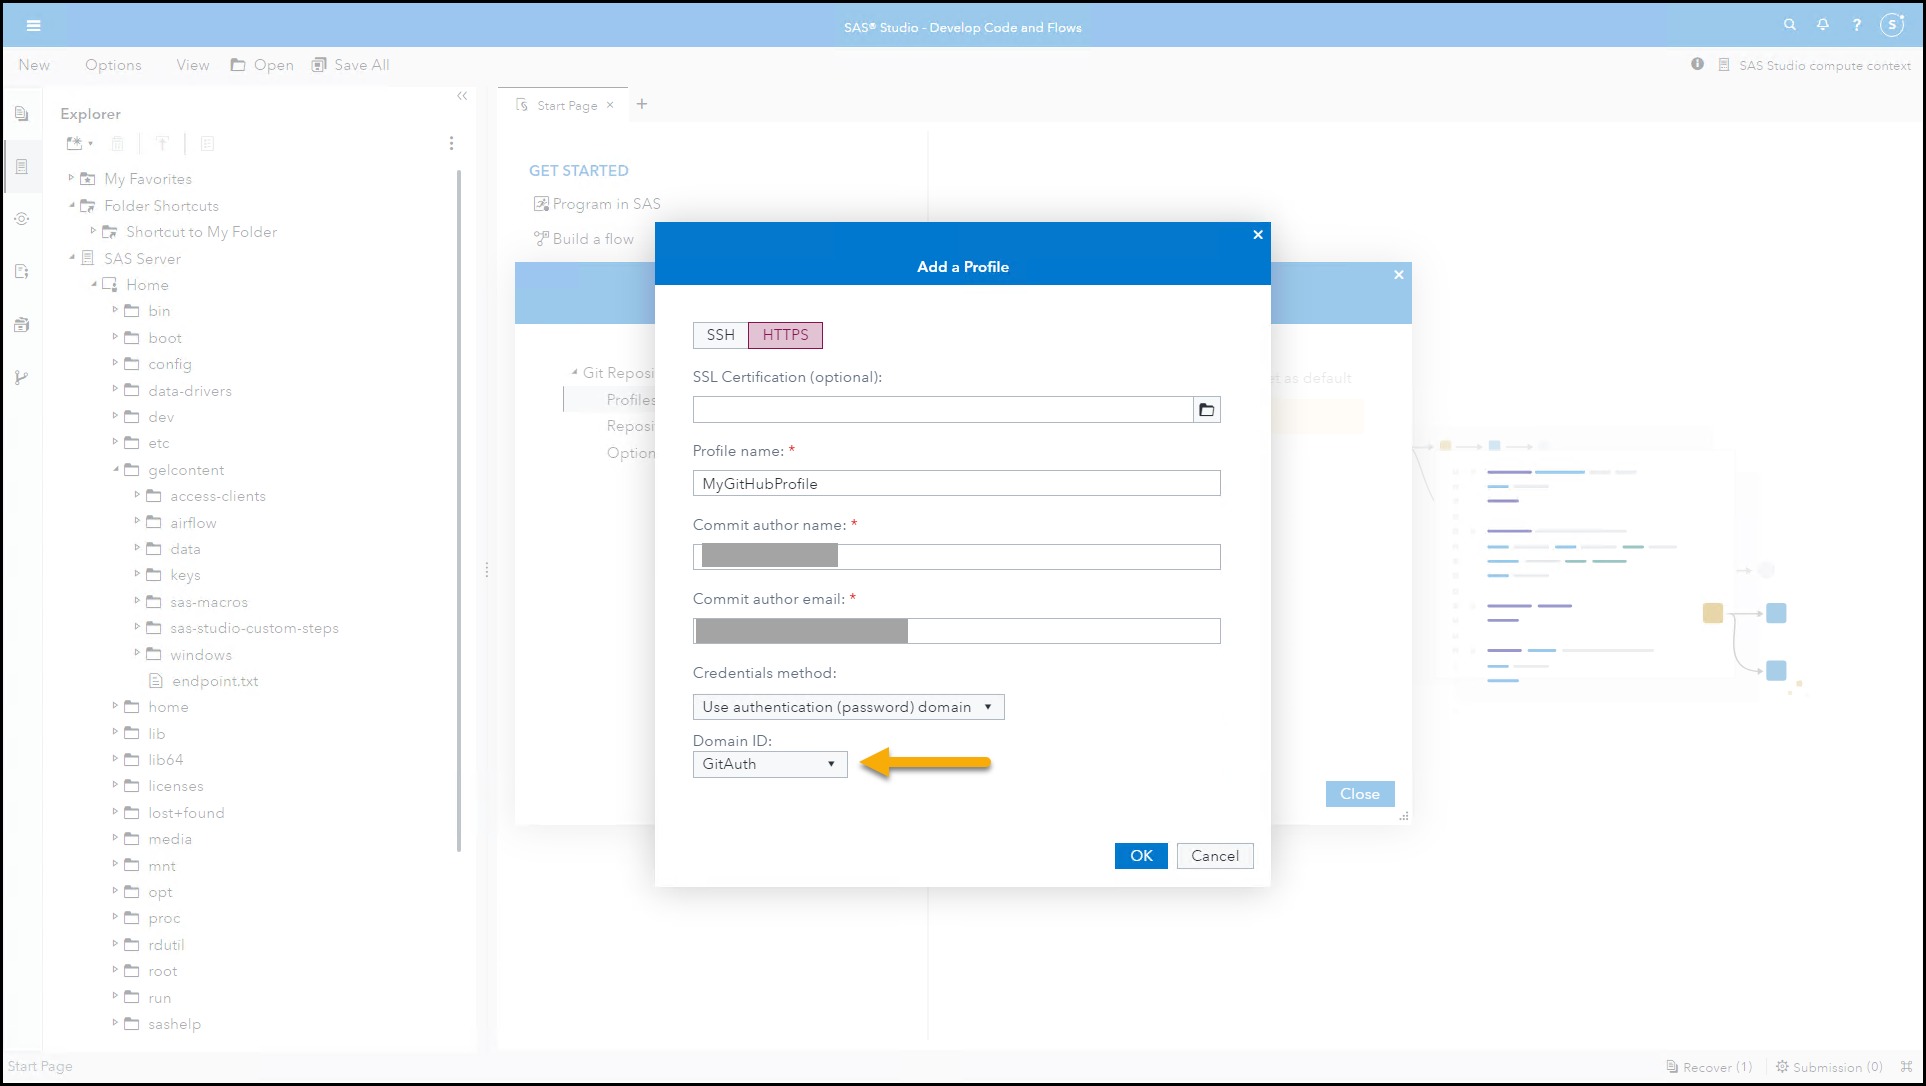 SAS® Studio - Develop Code and Flows
?
S
New Options View Open Save All
SAS Studio compute context
Explorer
My Favorites
Folder Shortcuts
Shortcut to My Folder
SAS Server
Home
bin
boot
config
data-drivers
dev
etc
gelcontent
access-clients
airflow
data
keys
sas-macros
sas-studio-custom-steps
windows
endpoint.txt
home
lib
lib64
licenses
lost+found
media
mnt
opt
proc
rdutil
root
run
sashelp
Start Page
GET STARTED
Program in SAS
Build a flow
Git Reposi
Profiles
Reposi
Option
et as default
Close
Add a Profile
SSH HTTPS
SSL Certification (optional):
Profile name: *
MyGitHubProfile
Commit author name: *
Commit author email: *
Credentials method:
Use authentication (password) domain
Domain ID:
GitAuth
OK Cancel
Start Page
Recover (1) Submission (0)